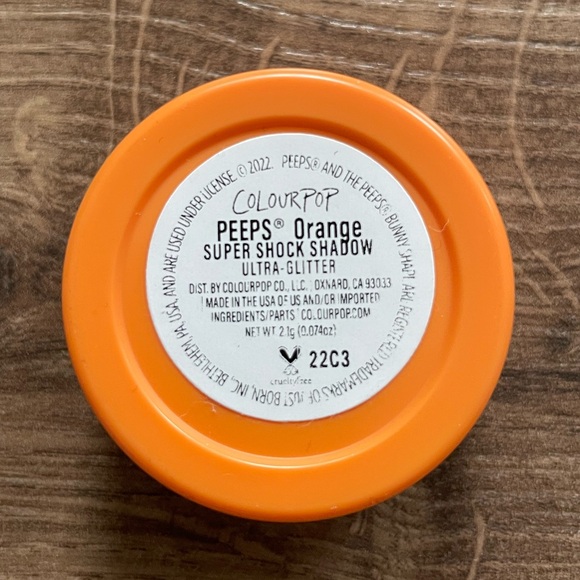 COLOURPOP
PEEPS® Orange
SUPER SHOCK SHADOW
ULTRA-GLITTER
DIST. BY COLOURPOP CO., LLC. OXNARD, CA 93033
MADE IN THE USA OF US AND/OR IMPORTED
INGREDIENTS/PARTS COLOURPOP.COM
NET WT 2.1g (0.074oz)
22C3
crueltyfree
PEEPS® AND THE PEEPS® BUNNY SHAPE ARE REGISTERED TRADEMARKS OF JUST BORN, INC., BETHLEHEM, PA, USA, AND ARE USED UNDER LICENSE. © 2022.